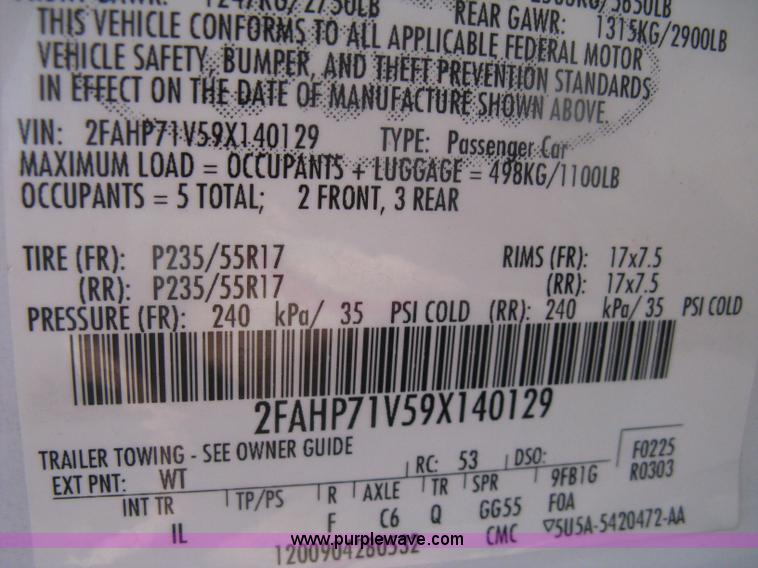 1247KG/2750LB
REAR GAWR: 1315KG/2900LB
THIS VEHICLE CONFORMS TO ALL APPLICABLE FEDERAL MOTOR
VEHICLE SAFETY, BUMPER, AND THEFT PREVENTION STANDARDS
IN EFFECT ON THE DATE OF MANUFACTURE SHOWN ABOVE.
VIN: 2FAHP71V59X140129 TYPE: Passenger Car
MAXIMUM LOAD = OCCUPANTS + LUGGAGE = 498KG/1100LB
OCCUPANTS = 5 TOTAL; 2 FRONT, 3 REAR
TIRE (FR): P235/55R17 RIMS (FR): 17x7.5
(RR): P235/55R17 (RR): 17x7.5
PRESSURE (FR): 240 kPa/ 35 PSI COLD (RR): 240 kPa/ 35 PSI COLD
2FAHP71V59X140129
TRAILER TOWING - SEE OWNER GUIDE
EXT PNT: WT RC: 53 DSO: F0225
R0303
INT TR TP/PS R AXLE TR SPR 9FB1G
IL F C6 Q GG55 FOA
CMC ▽5U5A-5420472-AA
www.purplewave.com